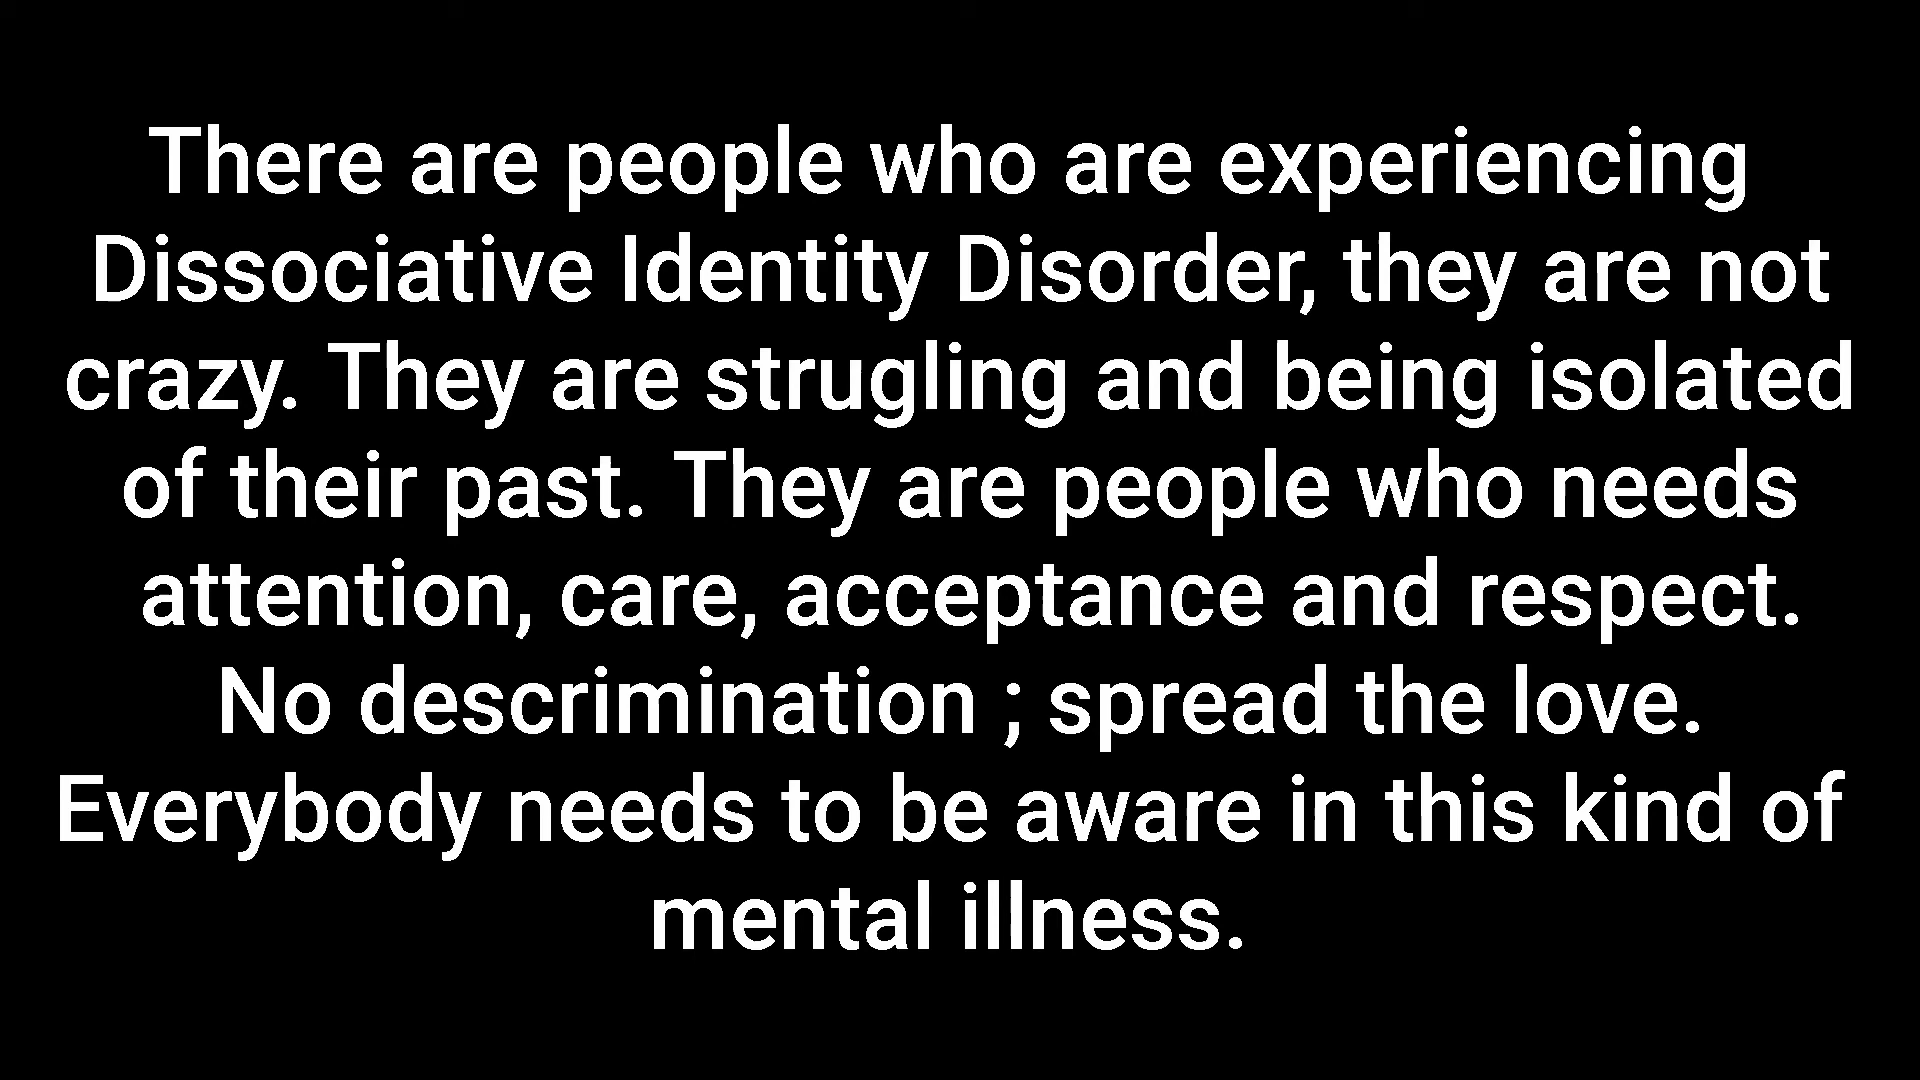 There are people who are experiencing
Dissociative Identity Disorder, they are not
crazy. They are strugling and being isolated
of their past. They are people who needs
attention, care, acceptance and respect.
No descrimination ; spread the love.
Everybody needs to be aware in this kind of
mental illness.